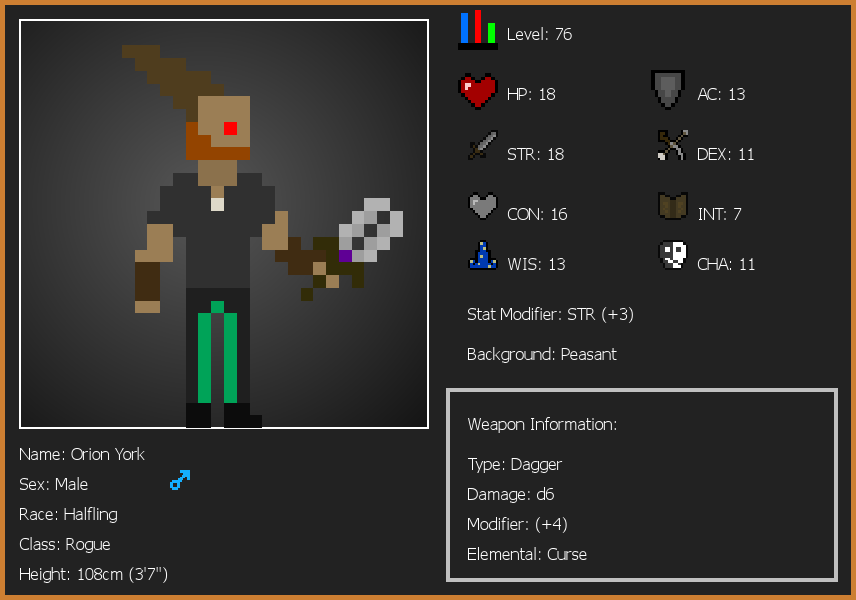 Level: 76
HP: 18
AC: 13
STR: 18
DEX: 11
CON: 16
INT: 7
WIS: 13
CHA: 11
Stat Modifier: STR (+3)
Background: Peasant
Weapon Information:
Type: Dagger
Damage: d6
Modifier: (+4)
Elemental: Curse
Name: Orion York
Sex: Male
Race: Halfling
Class: Rogue
Height: 108cm (3'7")